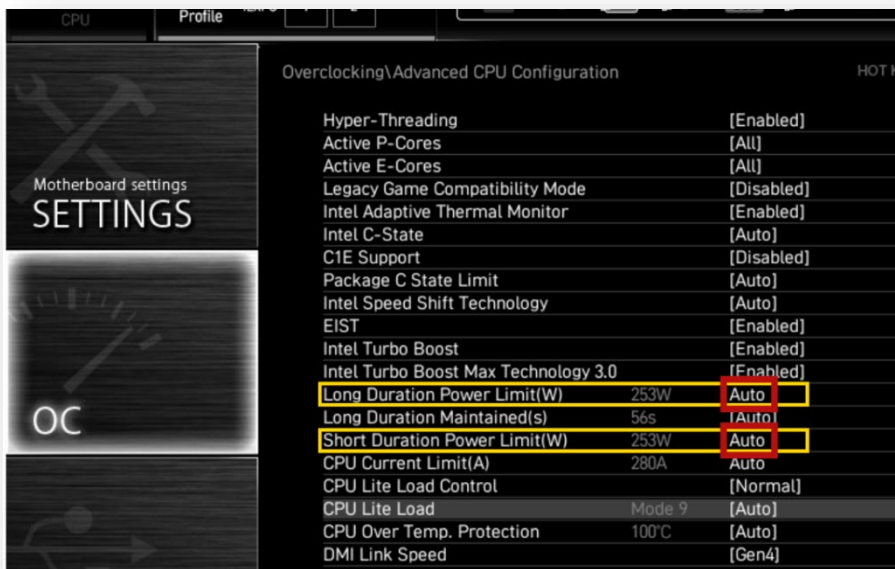 CPU
Profile
Overclocking\Advanced CPU Configuration
HOT
Hyper-Threading [Enabled]
Active P-Cores [All]
Active E-Cores [All]
Legacy Game Compatibility Mode [Disabled]
Intel Adaptive Thermal Monitor [Enabled]
Intel C-State [Auto]
C1E Support [Disabled]
Package C State Limit [Auto]
Intel Speed Shift Technology [Auto]
EIST [Enabled]
Intel Turbo Boost [Enabled]
Intel Turbo Boost Max Technology 3.0 [Enabled]
Long Duration Power Limit(W) 253W Auto
Long Duration Maintained(s) 56s [Auto]
Short Duration Power Limit(W) 253W Auto
CPU Current Limit(A) 280A Auto
CPU Lite Load Control [Normal]
CPU Lite Load Mode 9 [Auto]
CPU Over Temp. Protection 100°C [Auto]
DMI Link Speed [Gen4]
Motherboard settings
SETTINGS
OC